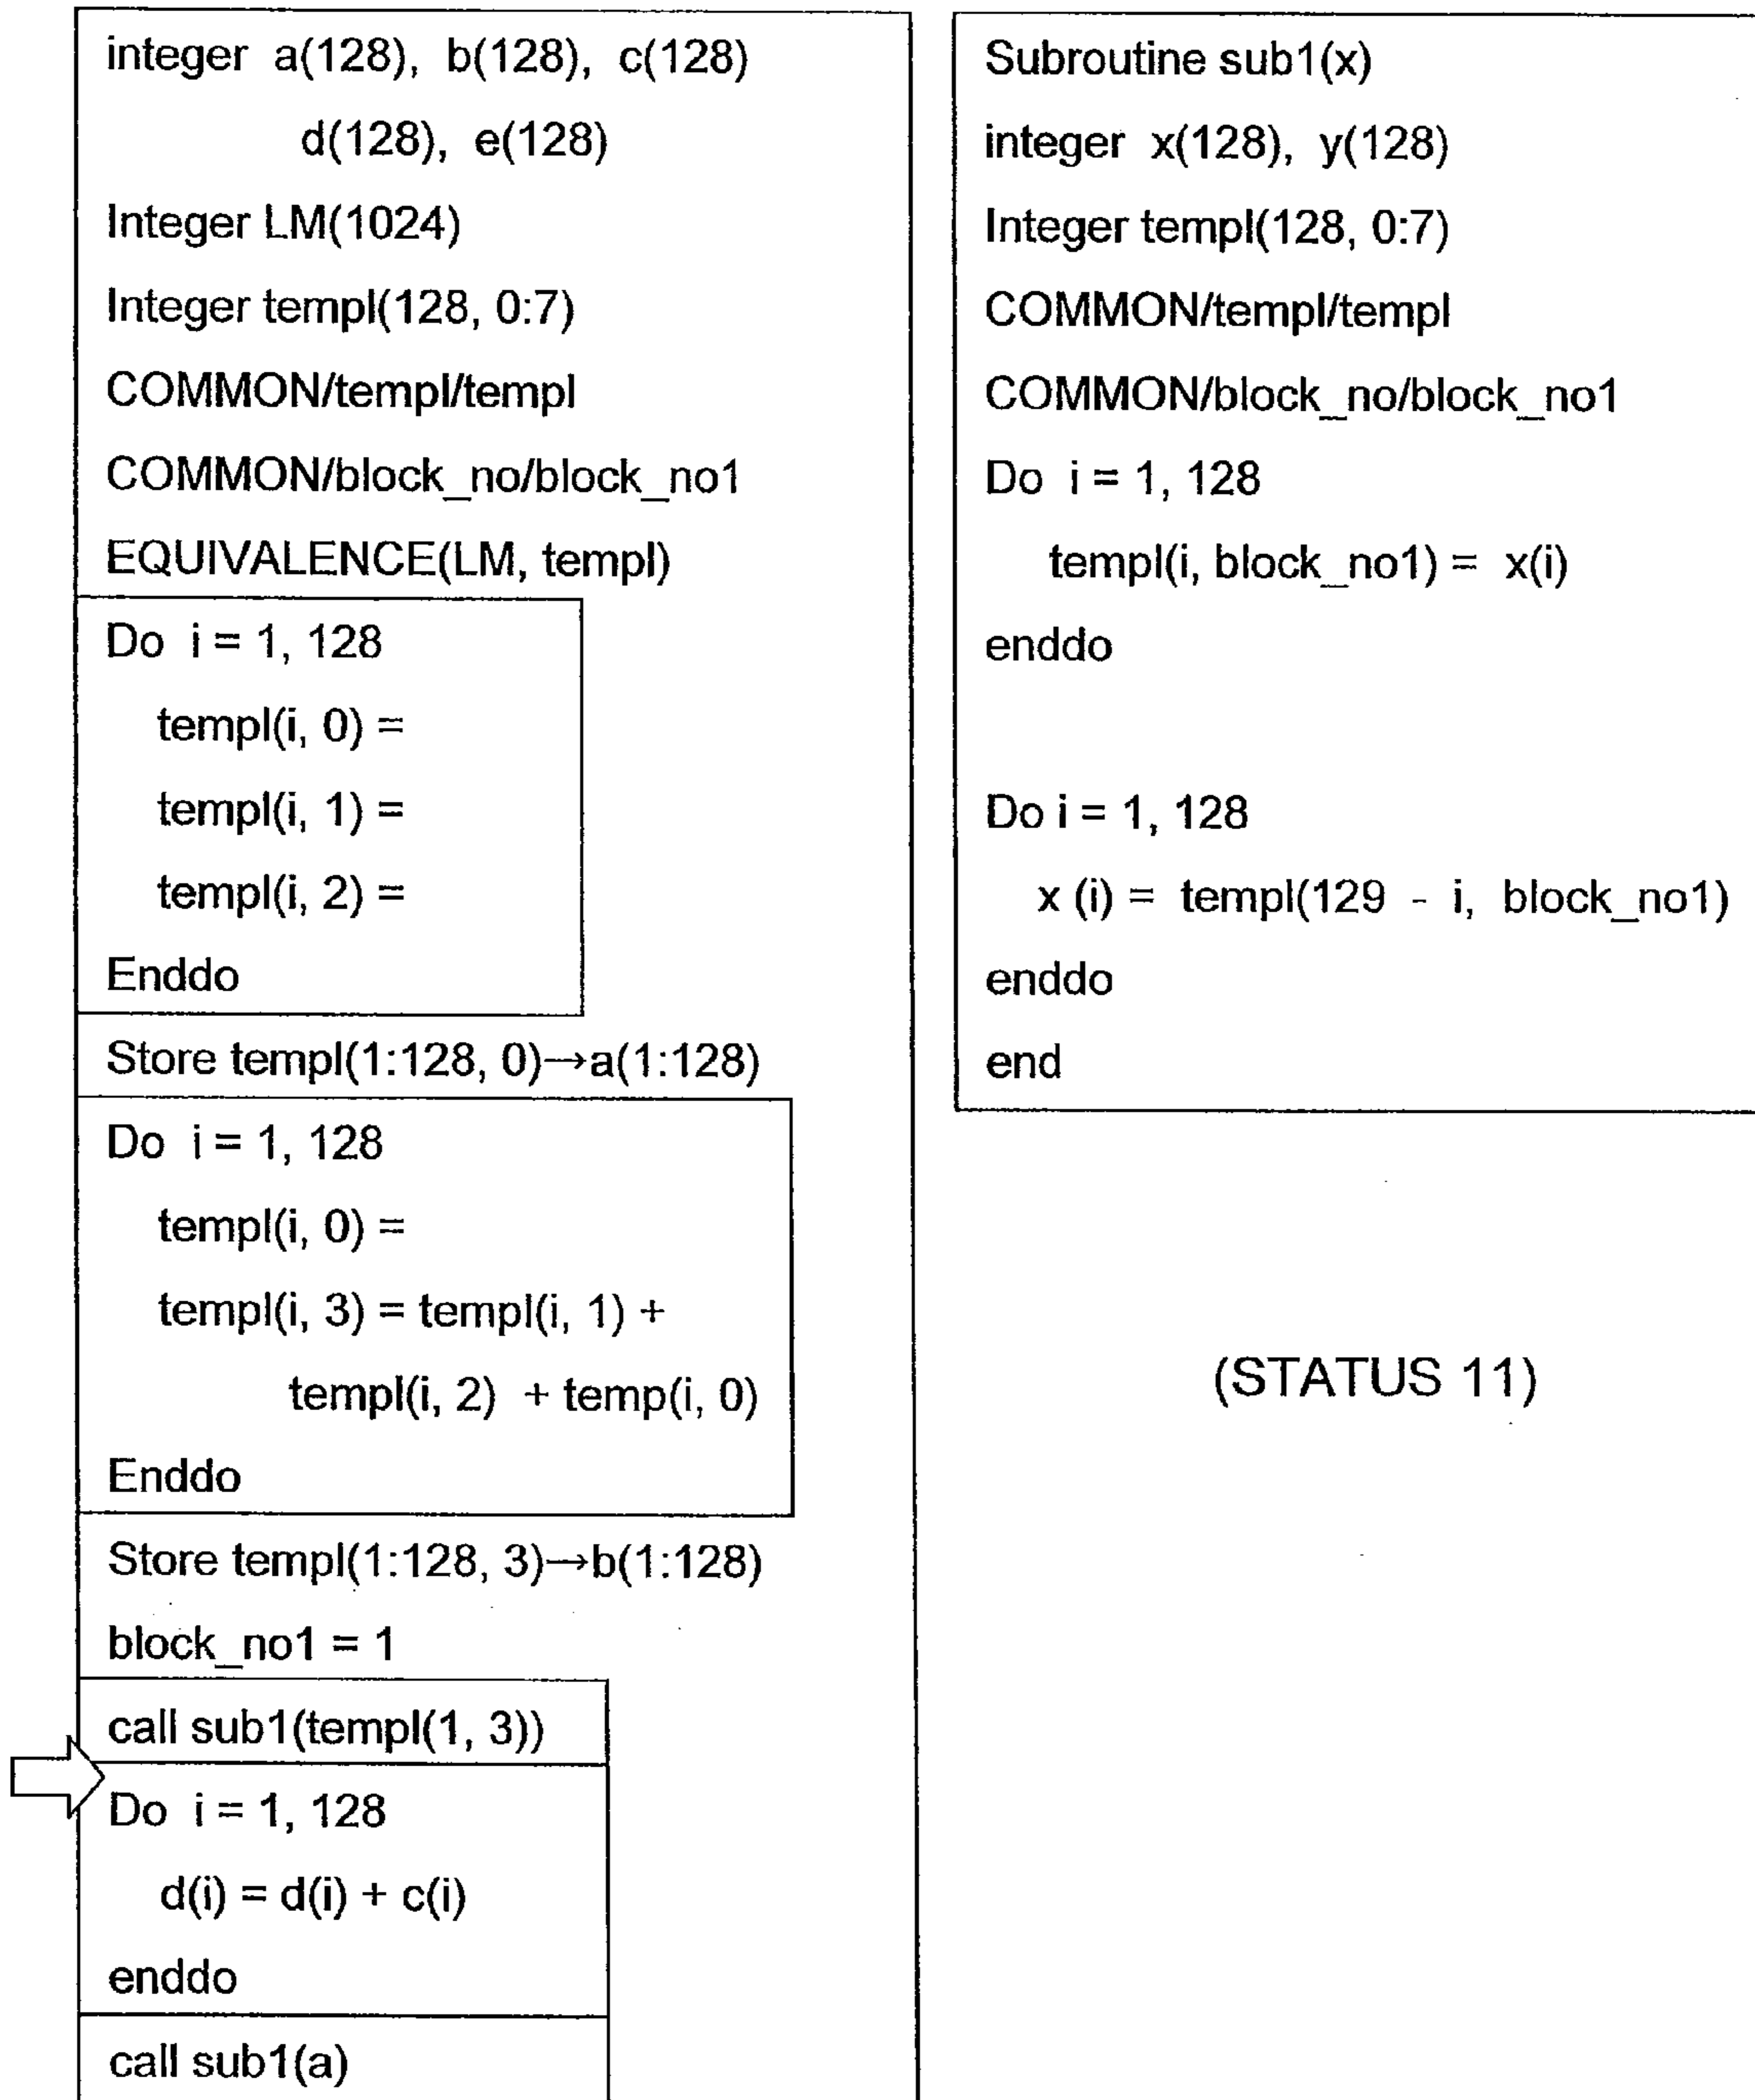 integer a(128), b(128), c(128)
d(128), e(128)
Integer LM(1024)
Integer templ(128, 0:7)
COMMON/templ/templ
COMMON/block_no/block_no1
EQUIVALENCE(LM, templ)
Do i = 1, 128
templ(i, 0) =
templ(i, 1) =
templ(i, 2) =
Enddo
Store templ(1:128, 0)→a(1:128)
Do i = 1, 128
templ(i, 0) =
templ(i, 3) = templ(i, 1) +
templ(i, 2) + temp(i, 0)
Enddo
Store templ(1:128, 3)→b(1:128)
block_no1 = 1
call sub1(templ(1, 3))
Do i = 1, 128
d(i) = d(i) + c(i)
enddo
call sub1(a)
Subroutine sub1(x)
integer x(128), y(128)
Integer templ(128, 0:7)
COMMON/templ/templ
COMMON/block_no/block_no1
Do i = 1, 128
templ(i, block_no1) = x(i)
enddo
Do i = 1, 128
x (i) = templ(129 - i, block_no1)
enddo
end
(STATUS 11)